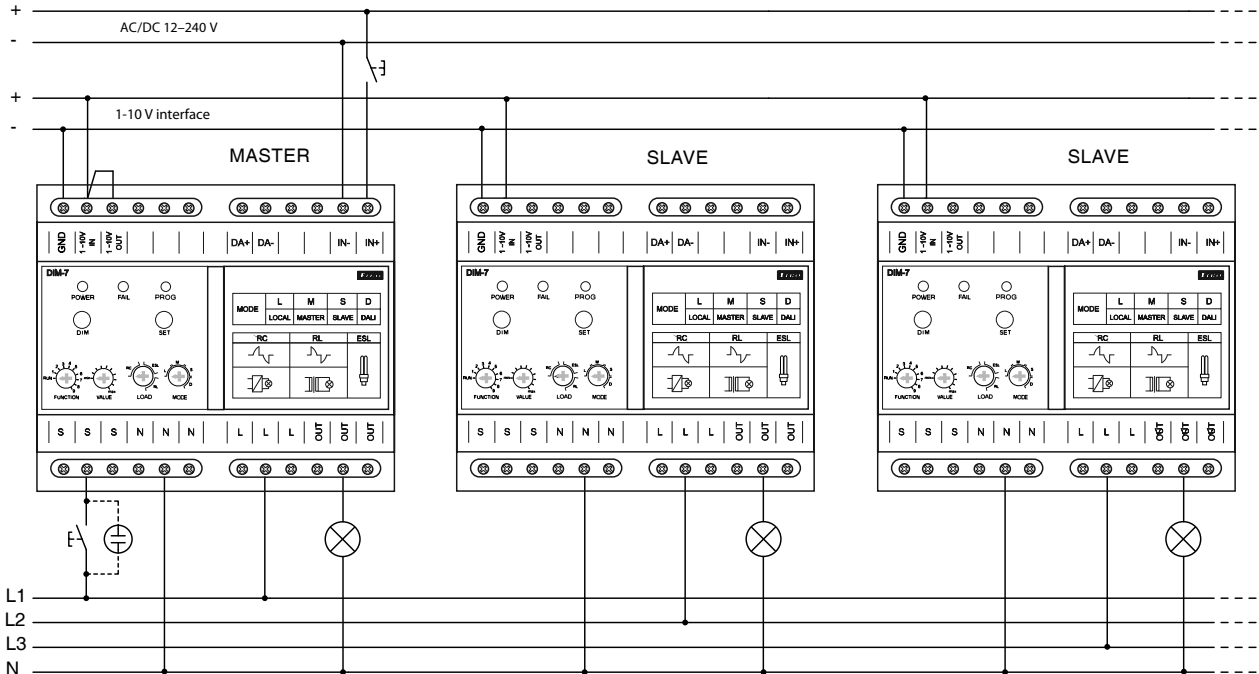 +
AC/DC 12–240 V
-
+
1-10 V interface
-
MASTER SLAVE SLAVE
GND 1-10V IN 1-10V OUT DA+ DA- IN- IN+
GND 1-10V IN 1-10V OUT DA+ DA- IN- IN+
GND 1-10V IN 1-10V OUT DA+ DA- IN- IN+
DIM-7
POWER FAIL PROG
DIM SET
RUN
FUNCTION VALUE LOAD MODE
MODE L M S D
LOCAL MASTER SLAVE DALI
RC RL ESL
DIM-7
POWER FAIL PROG
DIM SET
RUN
FUNCTION VALUE LOAD MODE
MODE L M S D
LOCAL MASTER SLAVE DALI
RC RL ESL
DIM-7
POWER FAIL PROG
DIM SET
RUN
FUNCTION VALUE LOAD MODE
MODE L M S D
LOCAL MASTER SLAVE DALI
RC RL ESL
S S S N N N L L L OUT OUT OUT
S S S N N N L L L OUT OUT OUT
S S S N N N L L L OUT OUT OUT
L1
L2
L3
N